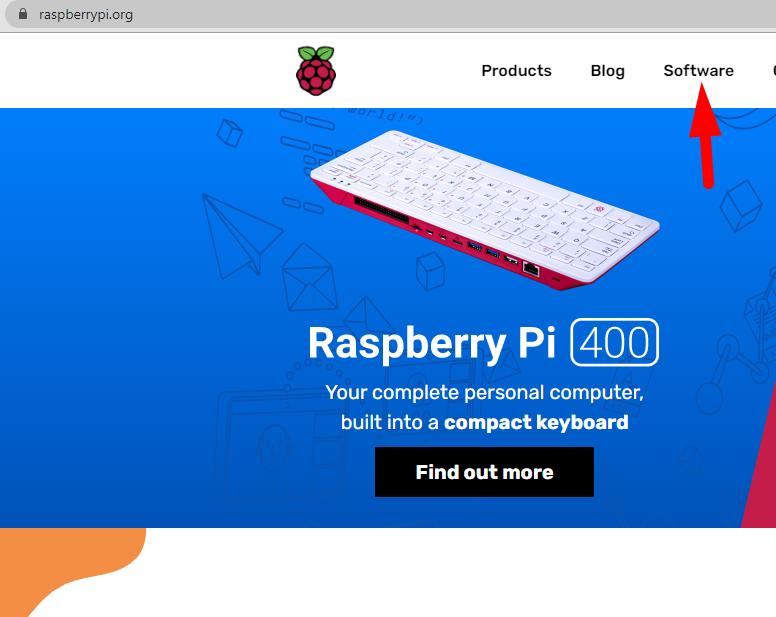 raspberrypi.org
Products Blog Software
world!")
Raspberry Pi 400
Your complete personal computer,
built into a compact keyboard
Find out more